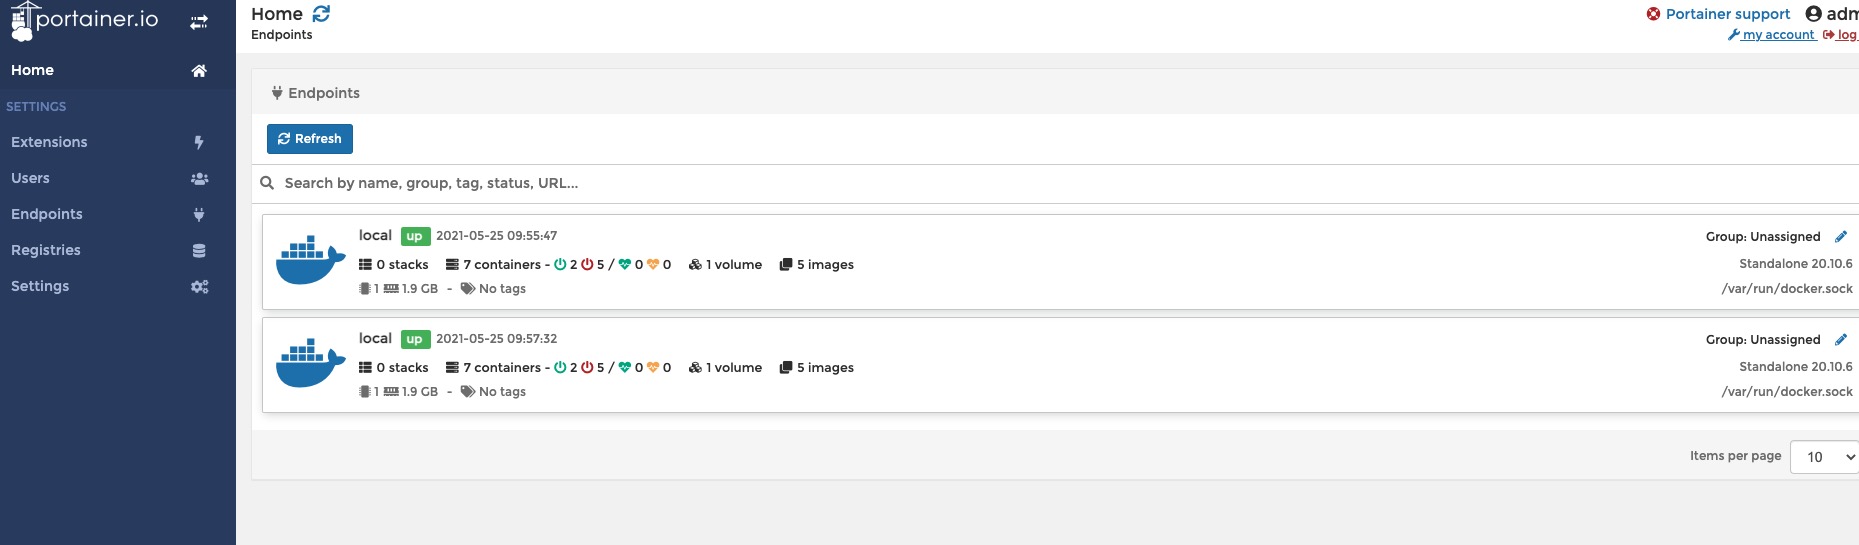 portainer.io
Home
SETTINGS
Extensions
Users
Endpoints
Registries
Settings
Home
Endpoints
Portainer support adm
my account log
Endpoints
Refresh
Search by name, group, tag, status, URL...
local up 2021-05-25 09:55:47
Group: Unassigned
0 stacks 7 containers - 2 5 / 0 0 1 volume 5 images
Standalone 20.10.6
1 1.9 GB - No tags
/var/run/docker.sock
local up 2021-05-25 09:57:32
Group: Unassigned
0 stacks 7 containers - 2 5 / 0 0 1 volume 5 images
Standalone 20.10.6
1 1.9 GB - No tags
/var/run/docker.sock
Items per page 10